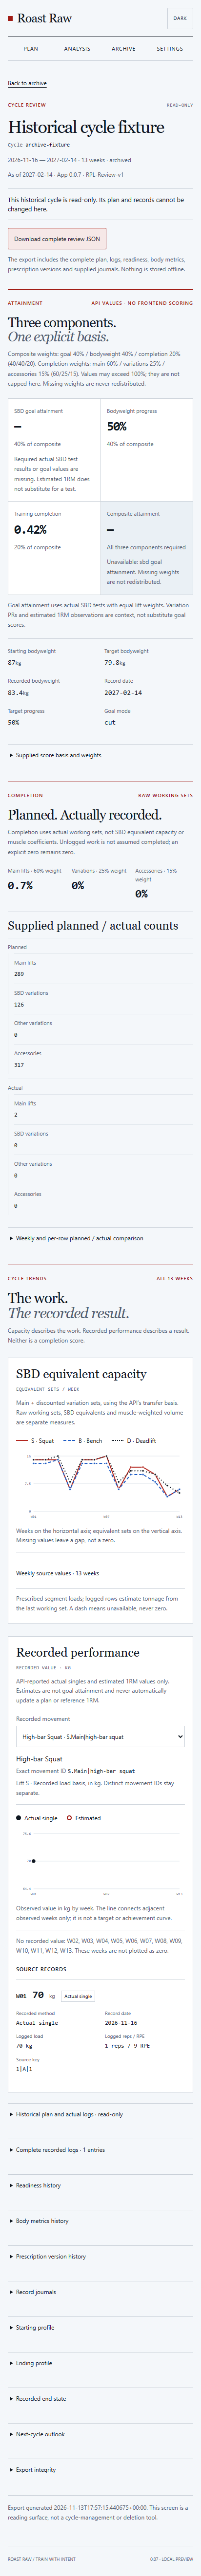 Roast Raw
DARK
PLAN
ANALYSIS
ARCHIVE
SETTINGS
Back to archive
CYCLE REVIEW
READ-ONLY
Historical cycle fixture
Cycle archive-fixture
2026-11-16 — 2027-02-14 · 13 weeks · archived
As of 2027-02-14 · App 0.0.7 · RPL-Review-v1
This historical cycle is read-only. Its plan and records cannot be
changed here.
Download complete review JSON
The export includes the complete plan, logs, readiness, body metrics,
prescription versions and supplied journals. Nothing is stored offline.
ATTAINMENT
API VALUES · NO FRONTEND SCORING
Three components.
One explicit basis.
Composite weights: goal 40% / bodyweight 40% / completion 20%
(40/40/20). Completion weights: main 60% / variations 25% /
accessories 15% (60/25/15). Values may exceed 100%; they are not
capped here. Missing weights are never redistributed.
SBD goal attainment
—
40% of composite
Required actual SBD test
results or goal values are
missing. Estimated 1RM does
not substitute for a test.
Bodyweight progress
50%
40% of composite
Training completion
0.42%
20% of composite
Composite attainment
—
All three components required
Unavailable: sbd goal
attainment. Missing weights
are not redistributed.
Goal attainment uses actual SBD tests with equal lift weights. Variation
PRs and estimated 1RM observations are context, not substitute goal
scores.
Starting bodyweight
87kg
Target bodyweight
79.8kg
Recorded bodyweight
83.4kg
Record date
2027-02-14
Target progress
50%
Goal mode
cut
▶ Supplied score basis and weights
COMPLETION
RAW WORKING SETS
Planned. Actually recorded.
Completion uses actual working sets, not SBD equivalent capacity or
muscle coefficients. Unlogged work is not assumed completed; an
explicit zero remains zero.
Main lifts · 60% weight
0.7%
Variations · 25% weight
0%
Accessories · 15%
weight
0%
Supplied planned / actual counts
Planned
Main lifts
289
SBD variations
126
Other variations
0
Accessories
317
Actual
Main lifts
2
SBD variations
0
Other variations
0
Accessories
0
▶ Weekly and per-row planned / actual comparison
CYCLE TRENDS
ALL 13 WEEKS
The work.
The recorded result.
Capacity describes the work. Recorded performance describes a result.
Neither is a completion score.
SBD equivalent capacity
EQUIVALENT SETS / WEEK
Main + discounted variation sets, using the API's transfer basis.
Raw working sets, SBD equivalents and muscle-weighted volume
are separate measures.
S - Squat
B - Bench
D - Deadlift
0
W01
W07
W13
Weeks on the horizontal axis; equivalent sets on the vertical axis.
Missing values leave a gap, not a zero.
Weekly source values · 13 weeks
Prescribed segment loads; logged rows estimate tonnage from
the last working set. A dash means unavailable, never zero.
Recorded performance
RECORDED VALUE · KG
API-reported actual singles and estimated 1RM values only.
Estimates are not goal attainment and never automatically
update a plan or reference 1RM.
Recorded movement
High-bar Squat · S.Main|high-bar squat
High-bar Squat
Exact movement ID S.Main|high-bar squat
Lift S · Recorded load basis, in kg. Distinct movement IDs stay
separate.
Actual single
Estimated
W01
W07
W13
Observed value in kg by week. The line connects adjacent
observed weeks only; it is not a target or achievement curve.
No recorded value: W02, W03, W04, W05, W06, W07, W08, W09,
W10, W11, W12, W13. These weeks are not plotted as zero.
SOURCE RECORDS
W01 70 kg Actual single
Recorded method
Actual single
Record date
2026-11-16
Logged load
70 kg
Logged reps / RPE
1 reps / 9 RPE
Source key
1|A|1
▶ Historical plan and actual logs · read-only
▶ Complete recorded logs · 1 entries
▶ Readiness history
▶ Body metrics history
▶ Prescription version history
▶ Record journals
▶ Starting profile
▶ Ending profile
▶ Recorded end state
▶ Next-cycle outlook
▶ Export integrity
Export generated 2026-11-13T17:57:15.440675+00:00. This screen is a
reading surface, not a cycle-management or deletion tool.
ROAST RAW / TRAIN WITH INTENT
0.0.7 · LOCAL PREVIEW